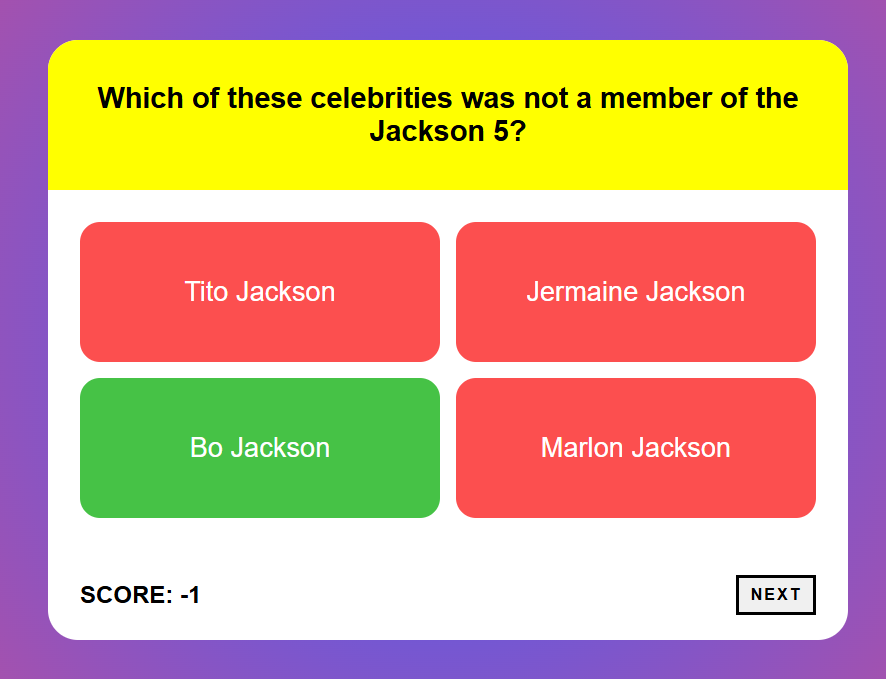 Which of these celebrities was not a member of the
Jackson 5?
Tito Jackson
Jermaine Jackson
Bo Jackson
Marlon Jackson
SCORE: -1
NEXT